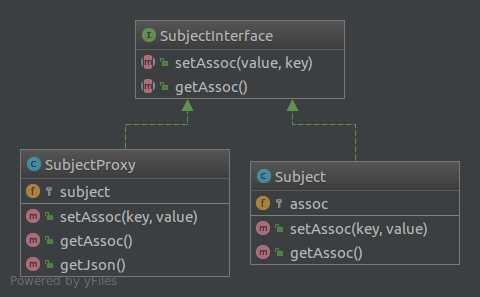 SubjectInterface
setAssoc(value, key)
getAssoc()
SubjectProxy
subject
setAssoc(key, value)
getAssoc()
getJson()
Subject
assoc
setAssoc(key, value)
getAssoc()
Powered by yFiles